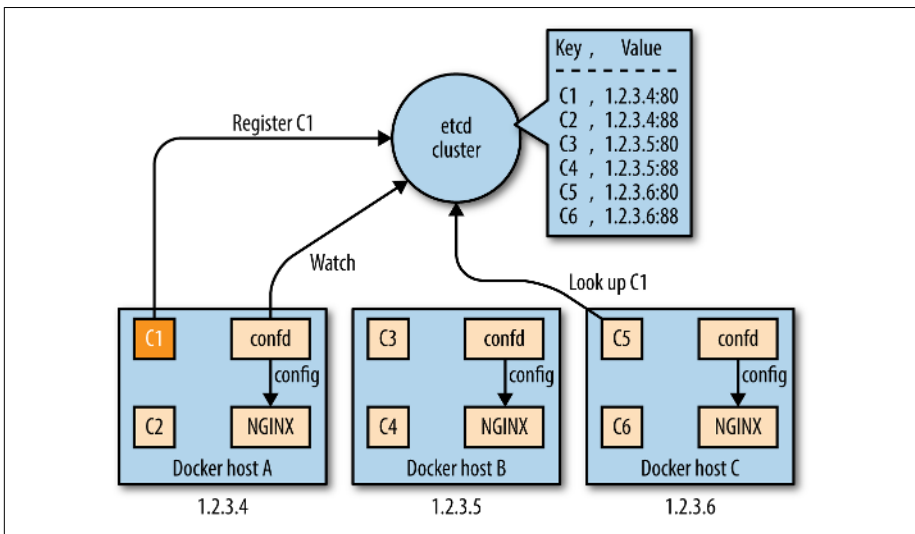 Key , Value
C1 , 1.2.3.4:80
C2 , 1.2.3.4:88
C3 , 1.2.3.5:80
C4 , 1.2.3.5:88
C5 , 1.2.3.6:80
C6 , 1.2.3.6:88
etcd
cluster
Register C1
Watch
Look up C1
C1
confd
config
C2
NGINX
Docker host A
1.2.3.4
C3
confd
config
C4
NGINX
Docker host B
1.2.3.5
C5
confd
config
C6
NGINX
Docker host C
1.2.3.6